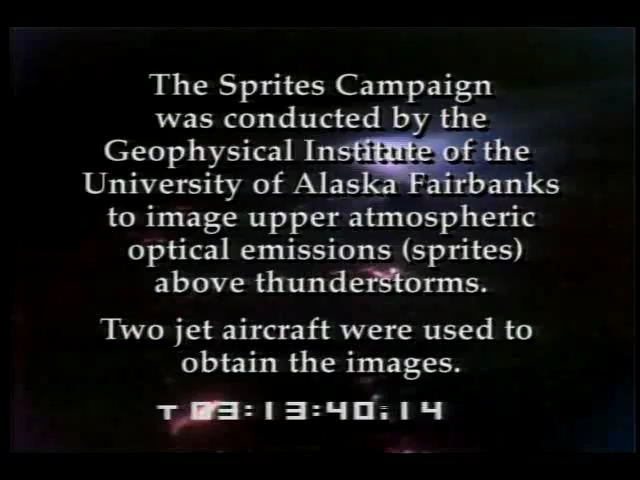 The Sprites Campaign
was conducted by the
Geophysical Institute of the
University of Alaska Fairbanks
to image upper atmospheric
optical emissions (sprites)
above thunderstorms.
Two jet aircraft were used to
obtain the images.
T 03:13:40;14